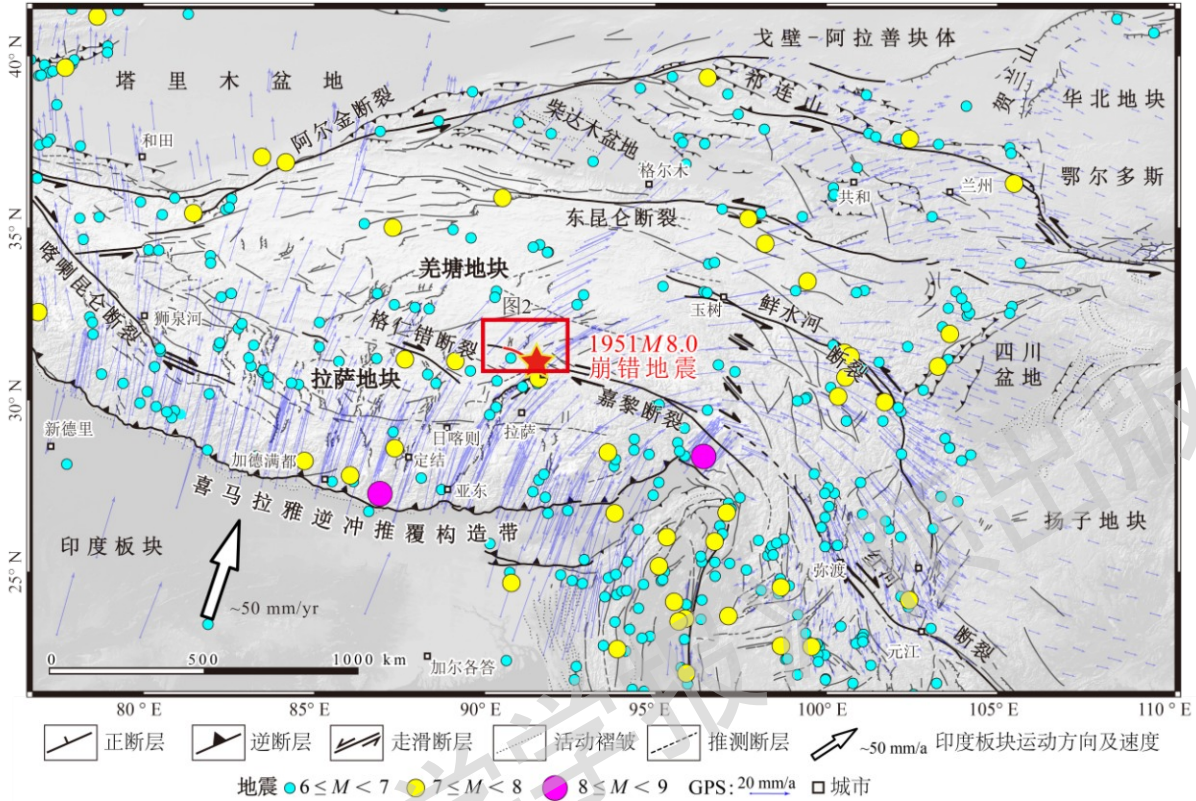 戈壁-阿拉善块体
40° N
塔里木盆地
阿尔金断裂
祁连山
贺兰山
华北地块
柴达木盆地
和田
格尔木
共和
兰州
鄂尔多斯
35° N
东昆仑断裂
喀喇昆仑断裂
羌塘地块
狮泉河
图2
玉树
鲜水河
断裂
格仁错断裂
1951M 8.0
崩错地震
四川
盆地
拉萨地块
30° N
嘉黎断裂
新德里
日喀则
拉萨
加德满都
定结
亚东
喜马拉雅逆冲推覆构造带
扬子地块
印度板块
25° N
弥渡
红河
断裂
~50 mm/yr
元江
0 500 1000 km
加尔各答
80° E 85° E 90° E 95° E 100° E 105° E 110° E
正断层 逆断层 走滑断层 活动褶皱 推测断层 ~50 mm/a 印度板块运动方向及速度
地震 6 ≤ M < 7 7 ≤ M < 8 8 ≤ M < 9 GPS: 20 mm/a 城市